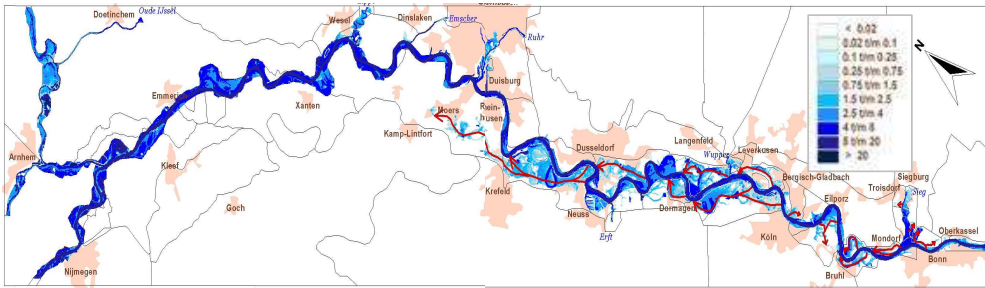 Doetinchem
Oude IJssel
Wesel
Dinslaken
Emscher
Ruhr
Duisburg
Emmerich
Xanten
Rhein-
husen
Moers
Kamp-Lintfort
Arnhem
Kleef
Goch
Nijmegen
Krefeld
Dusseldorf
Neuss
Erft
Langenfeld
Wupper
Leverkusen
Dormagen
Bergisch-Gladbach
Köln
Eilporz
Bruhl
Mondorf
Troisdorf
Siegburg
Sieg
Oberkassel
Bonn
N
< 0.02
0.02 t/m 0.1
0.1 t/m 0.25
0.25 t/m 0.75
0.75 t/m 1.5
1.5 t/m 2.5
2.5 t/m 4
4 t/m 8
8 t/m 20
> 20